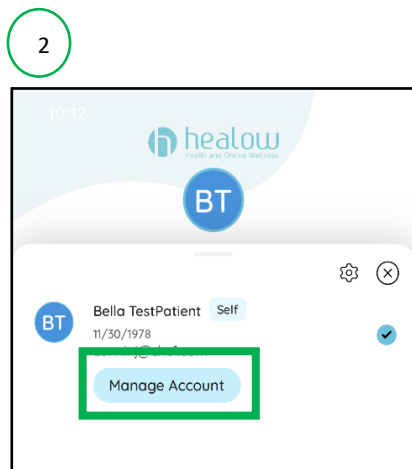 2
10:12
healow
Health and Online Wellness
BT
BT
Bella TestPatient Self
11/30/1978
Manage Account